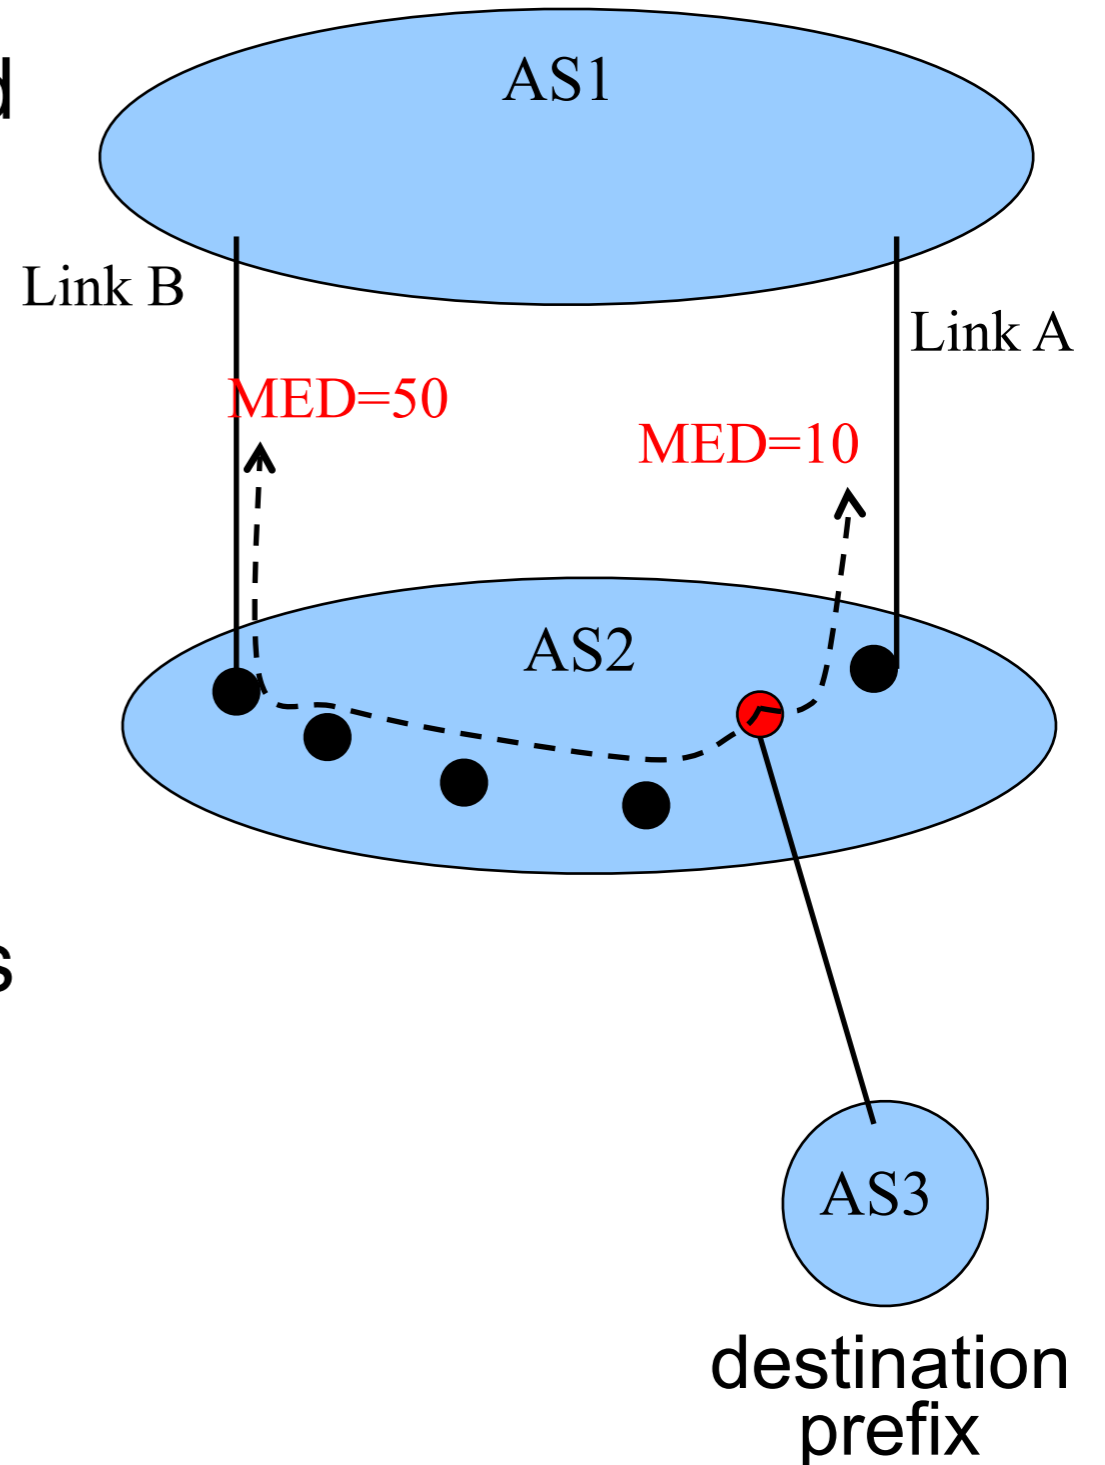 d
AS1
Link B
Link A
MED=50
MED=10
AS2
s
AS3
destination
prefix